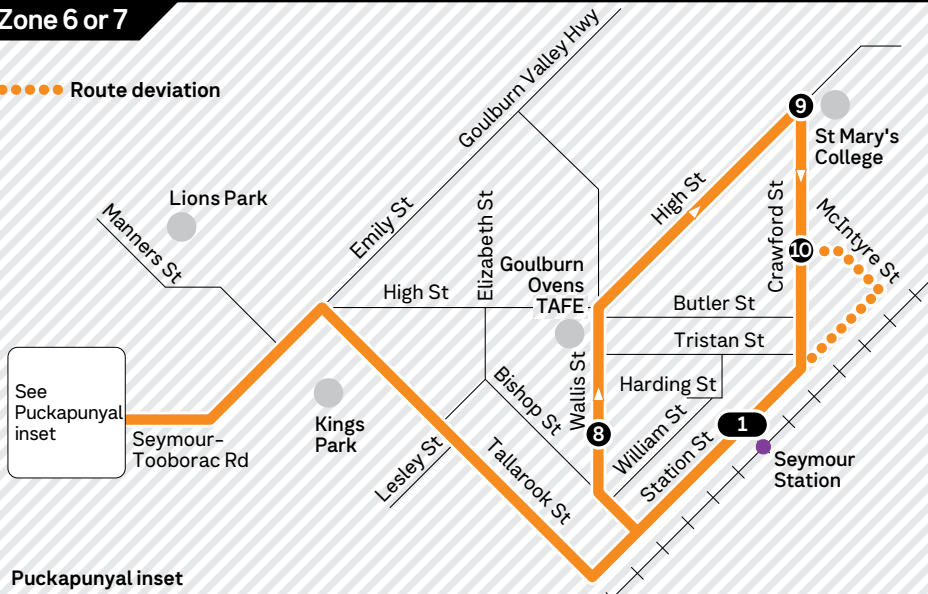 Zone 6 or 7
Route deviation
Goulburn Valley Hwy
9
St Mary's
College
Lions Park
Manners St
Emily St
Elizabeth St
High St
Crawford St
McIntyre St
10
Goulburn
Ovens
TAFE
High St
Butler St
Tristan St
See
Puckapunyal
inset
Seymour-
Tooborac Rd
Kings
Park
Lesley St
Bishop St
Tallarook St
Wallis St
8
Harding St
William St
Station St
1
Seymour
Station
Puckapunyal inset